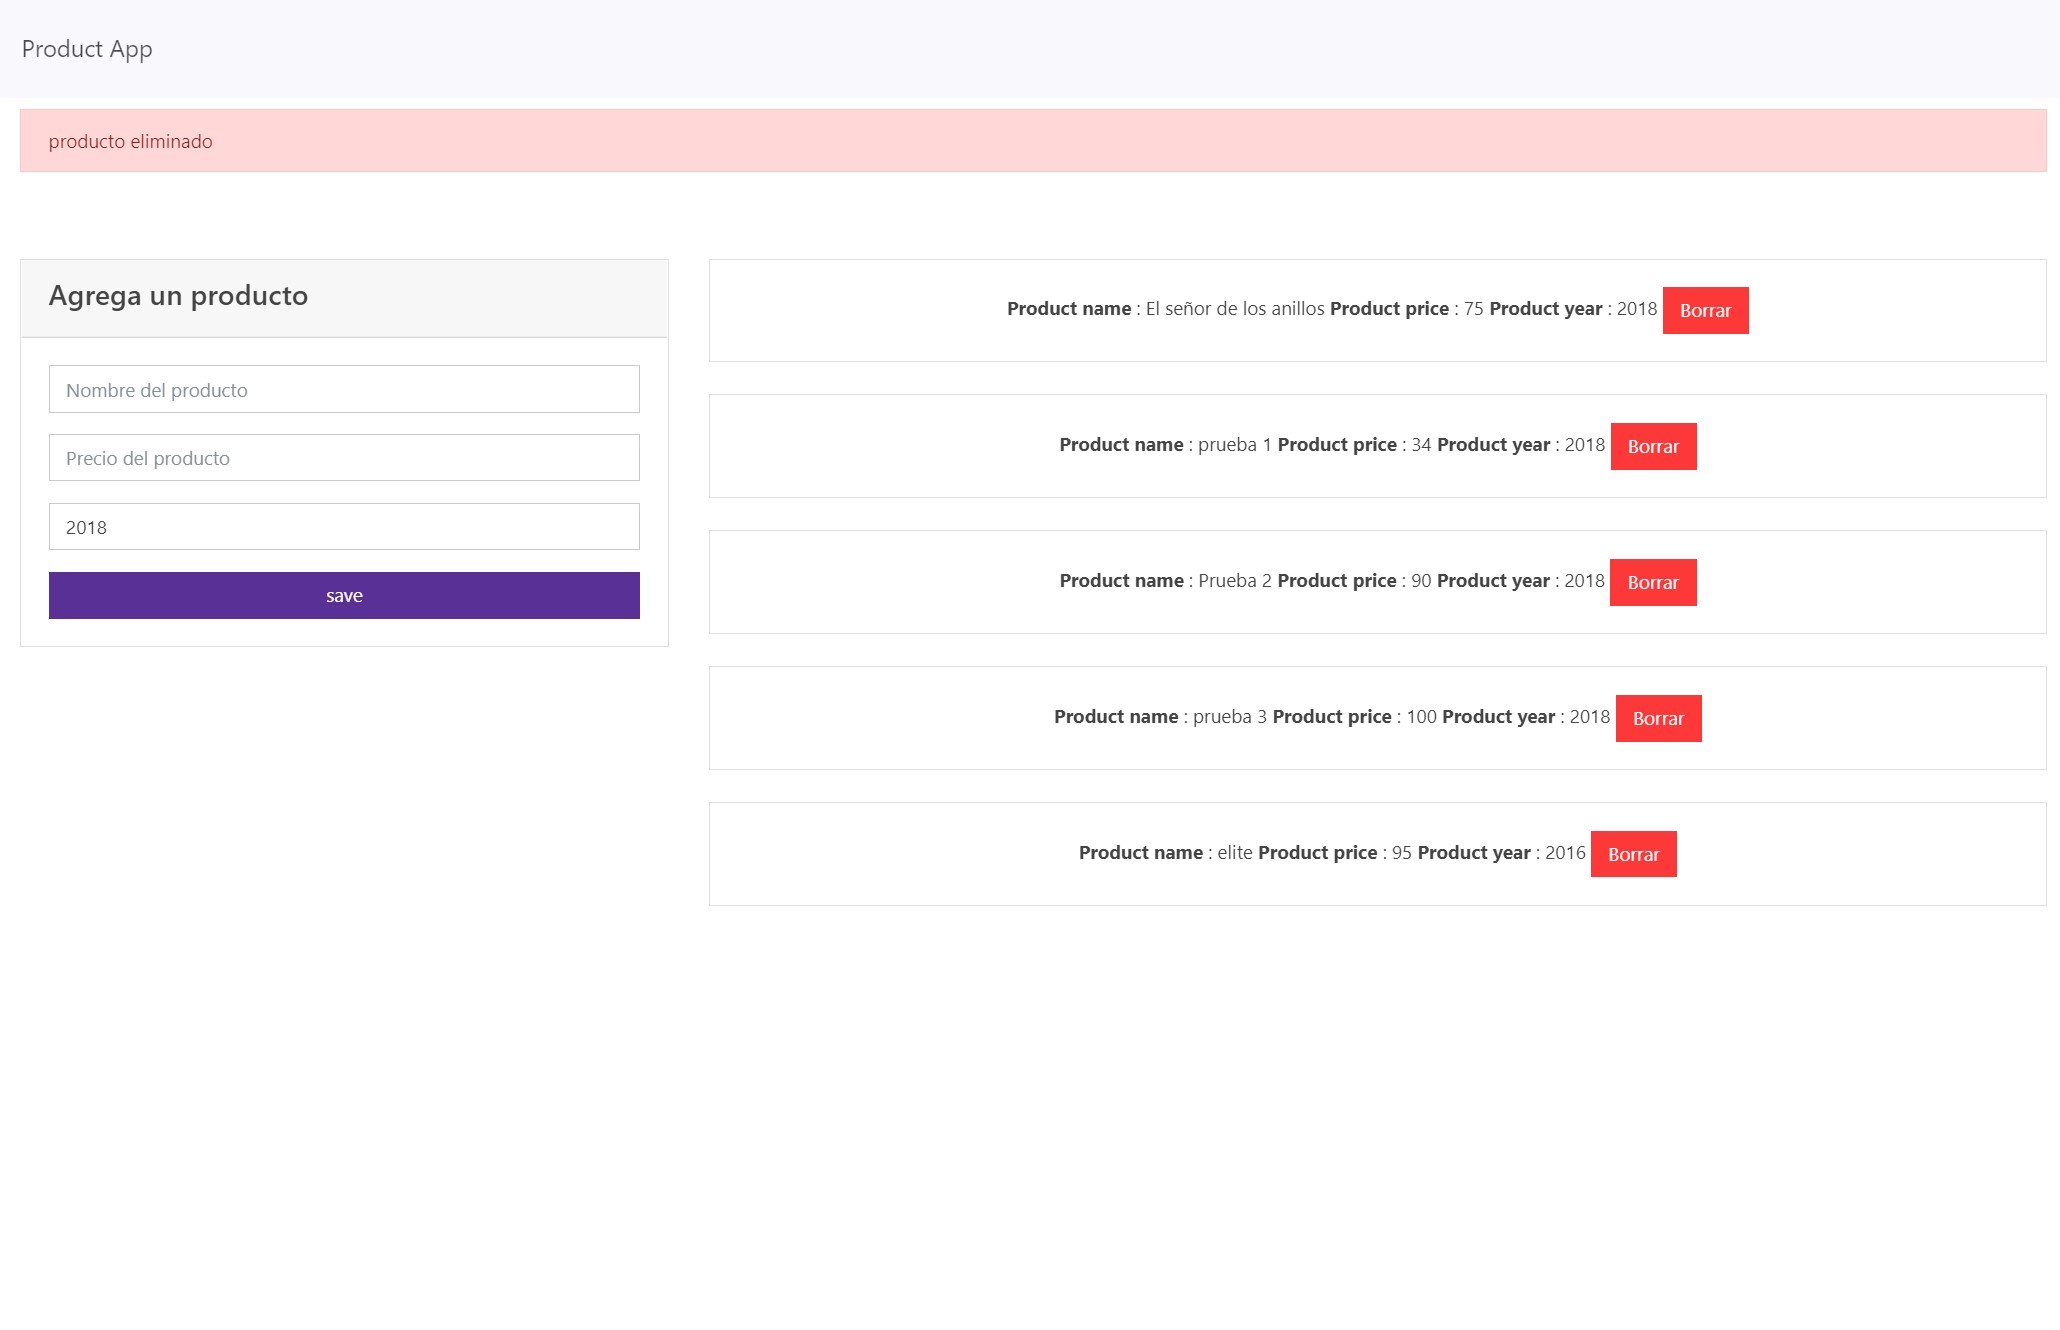 Product App
producto eliminado
Agrega un producto
Nombre del producto
Precio del producto
2018
save
Product name : El señor de los anillos Product price : 75 Product year : 2018 Borrar
Product name : prueba 1 Product price : 34 Product year : 2018 Borrar
Product name : Prueba 2 Product price : 90 Product year : 2018 Borrar
Product name : prueba 3 Product price : 100 Product year : 2018 Borrar
Product name : elite Product price : 95 Product year : 2016 Borrar